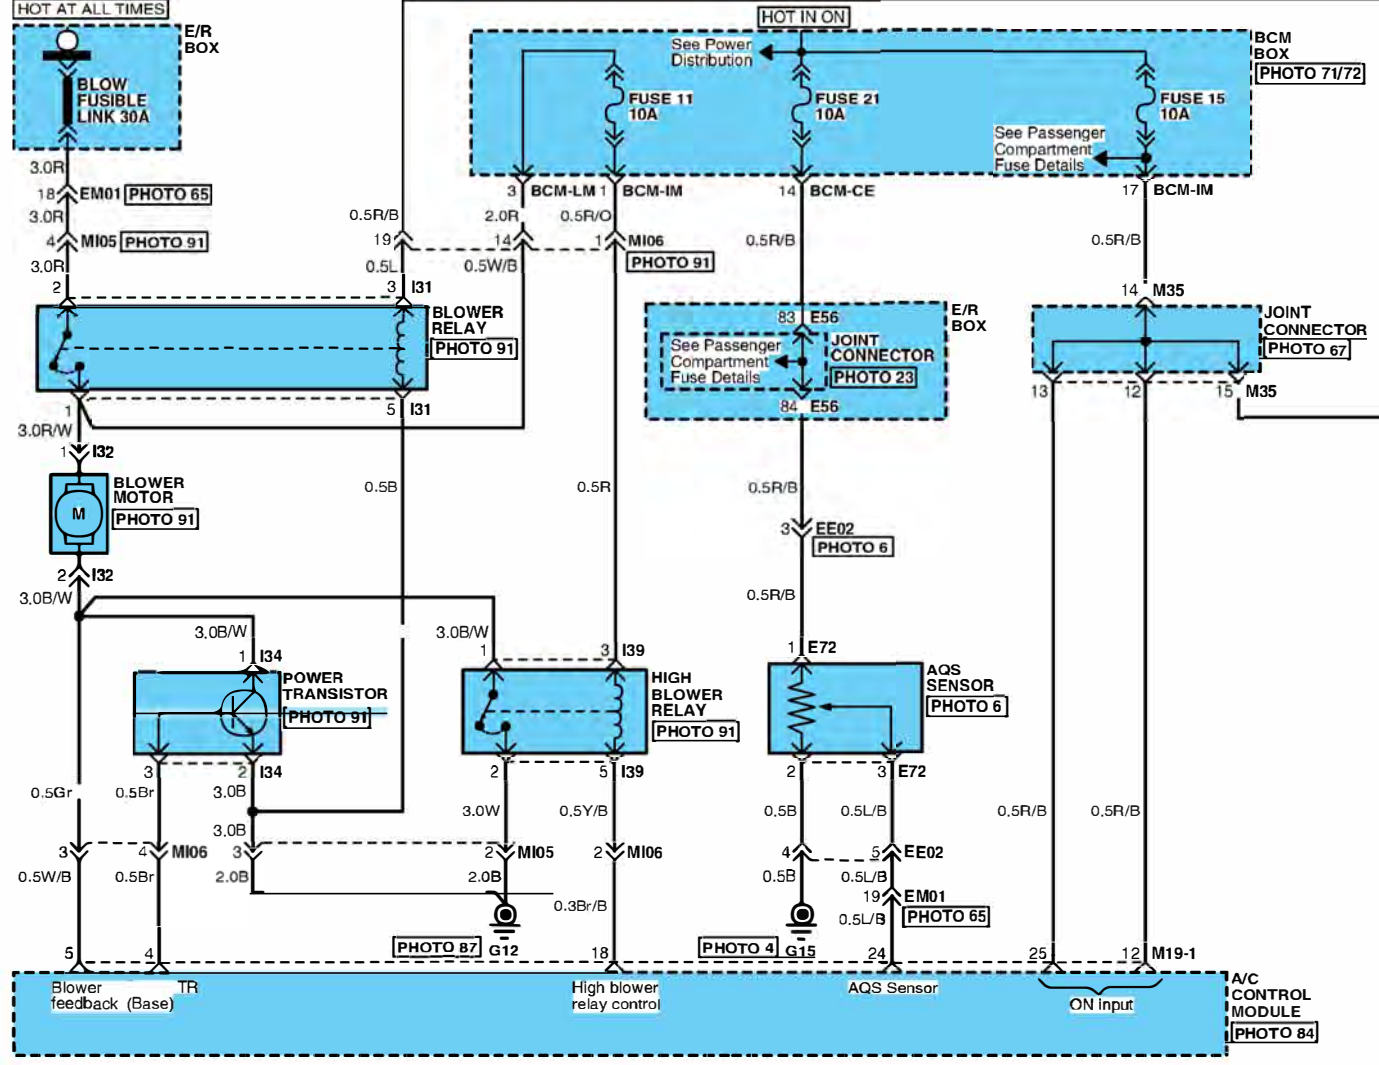 HOT AT ALL TIMES
E/R
BOX
BLOW
FUSIBLE
LINK 30A
HOT IN ON
See Power
Distribution
BCM
BOX
PHOTO 71/72
FUSE 11
10A
FUSE 21
10A
FUSE 15
10A
See Passenger
Compartment
Fuse Details
3.0R
18 EM01 PHOTO 65
3.0R
4 MI05 PHOTO 91
3.0R
2
3 BCM-LM 1 BCM-IM
14 BCM-CE
17 BCM-IM
0.5R/B
2.0R
0.5R/O
19
14
1 MI06
PHOTO 91
0.5L
0.5W/B
3 I31
0.5R/B
0.5R/B
14 M35
BLOWER
RELAY
PHOTO 91
83 E56
E/R
BOX
See Passenger
Compartment
Fuse Details
JOINT
CONNECTOR
PHOTO 23
84 E56
JOINT
CONNECTOR
PHOTO 67
13
12
15 M35
1
5 I31
3.0R/W
1 I32
BLOWER
MOTOR
PHOTO 91
M
0.5B
0.5R
0.5R/B
3 EE02
PHOTO 6
2 I32
3.0B/W
0.5R/B
3.0B/W
3.0B/W
1 I34
1
3 I39
1 E72
POWER
TRANSISTOR
PHOTO 91
HIGH
BLOWER
RELAY
PHOTO 91
AQS
SENSOR
PHOTO 6
3
2 I34
2
5 I39
2
3 E72
0.5Gr
0.5Br
3.0B
3.0W
0.5Y/B
0.5B
0.5L/B
0.5R/B
0.5R/B
3.0B
3
4 MI06
3
2 MI05
2 MI06
4
5 EE02
0.5W/B
0.5Br
2.0B
2.0B
0.5B
0.5L/B
19 EM01
PHOTO 65
0.3Br/B
0.5L/B
PHOTO 87 G12
PHOTO 4 G15
5
4
18
24
25
12 M19-1
Blower
feedback
TR
(Base)
High blower
relay control
AQS Sensor
ON input
A/C
CONTROL
MODULE
PHOTO 84